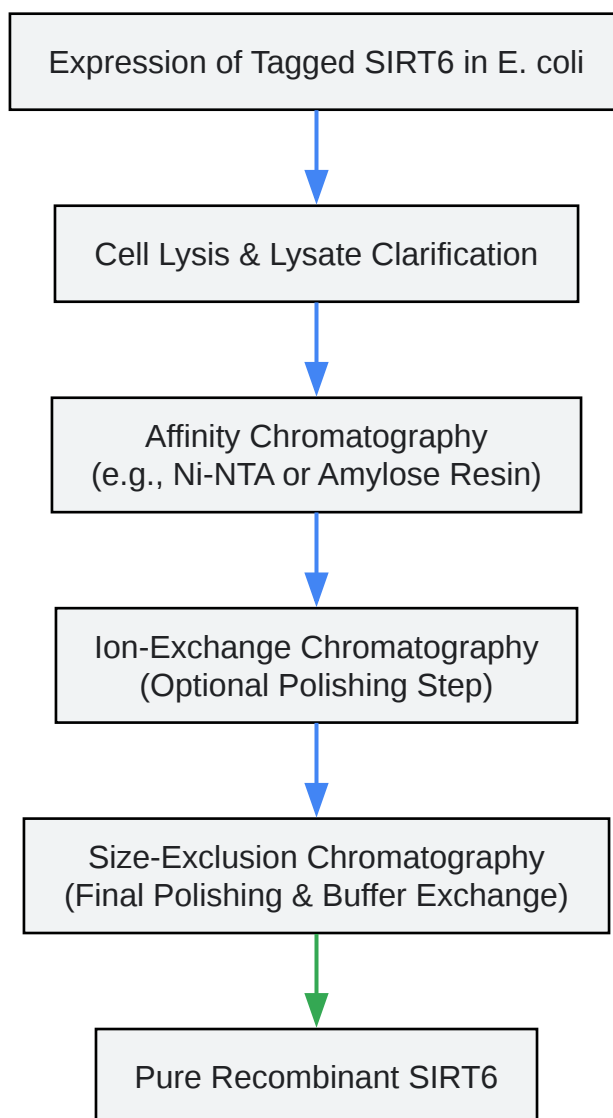 Expression of Tagged SIRT6 in E. coli
Cell Lysis & Lysate Clarification
Affinity Chromatography
(e.g., Ni-NTA or Amylose Resin)
Ion-Exchange Chromatography
(Optional Polishing Step)
Size-Exclusion Chromatography
(Final Polishing & Buffer Exchange)
Pure Recombinant SIRT6